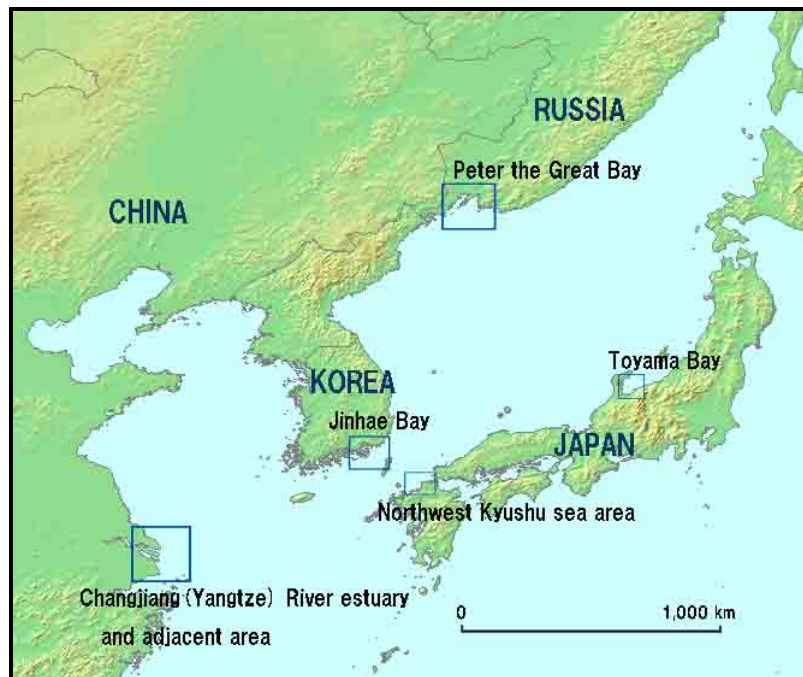 RUSSIA
Peter the Great Bay
CHINA
Toyama Bay
KOREA
Jinhae Bay
JAPAN
Northwest Kyushu sea area
Changjiang (Yangtze) River estuary
and adjacent area
0 1,000 km